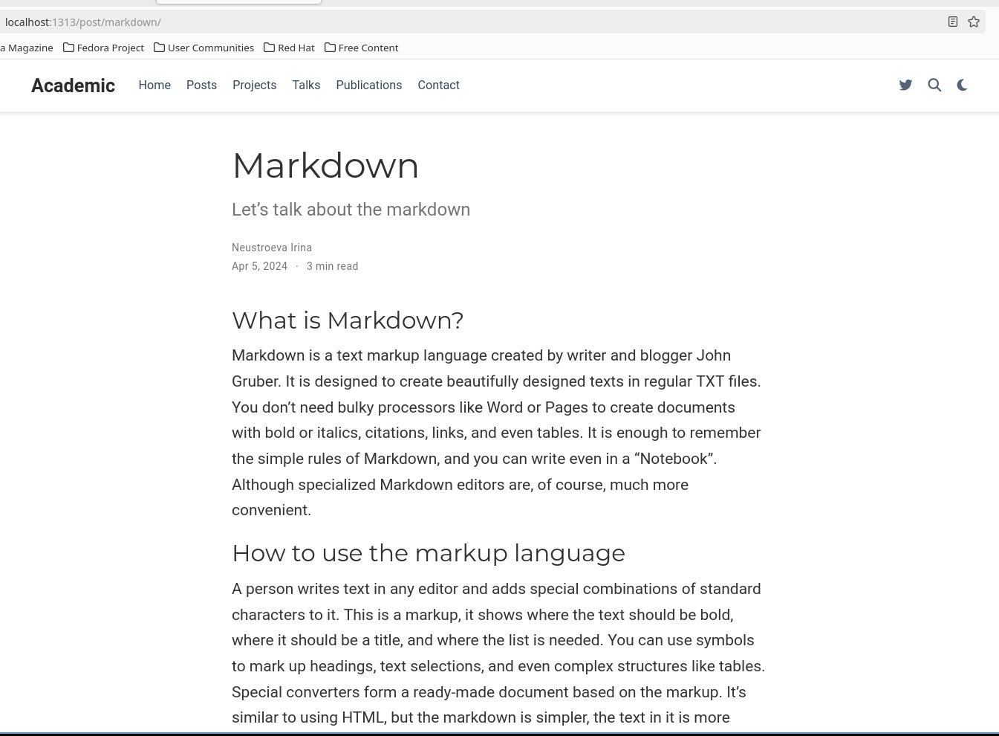 localhost:1313/post/markdown/
a Magazine Fedora Project User Communities Red Hat Free Content
Academic Home Posts Projects Talks Publications Contact
Markdown
Let’s talk about the markdown
Neustroeva Irina
Apr 5, 2024 · 3 min read
What is Markdown?
Markdown is a text markup language created by writer and blogger John
Gruber. It is designed to create beautifully designed texts in regular TXT files.
You don’t need bulky processors like Word or Pages to create documents
with bold or italics, citations, links, and even tables. It is enough to remember
the simple rules of Markdown, and you can write even in a “Notebook”.
Although specialized Markdown editors are, of course, much more
convenient.
How to use the markup language
A person writes text in any editor and adds special combinations of standard
characters to it. This is a markup, it shows where the text should be bold,
where it should be a title, and where the list is needed. You can use symbols
to mark up headings, text selections, and even complex structures like tables.
Special converters form a ready-made document based on the markup. It’s
similar to using HTML, but the markdown is simpler, the text in it is more